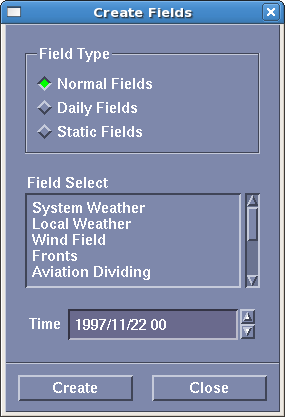 Create Fields
Field Type
Normal Fields
Daily Fields
Static Fields
Field Select
System Weather
Local Weather
Wind Field
Fronts
Aviation Dividing
Time 1997/11/22 00
Create Close